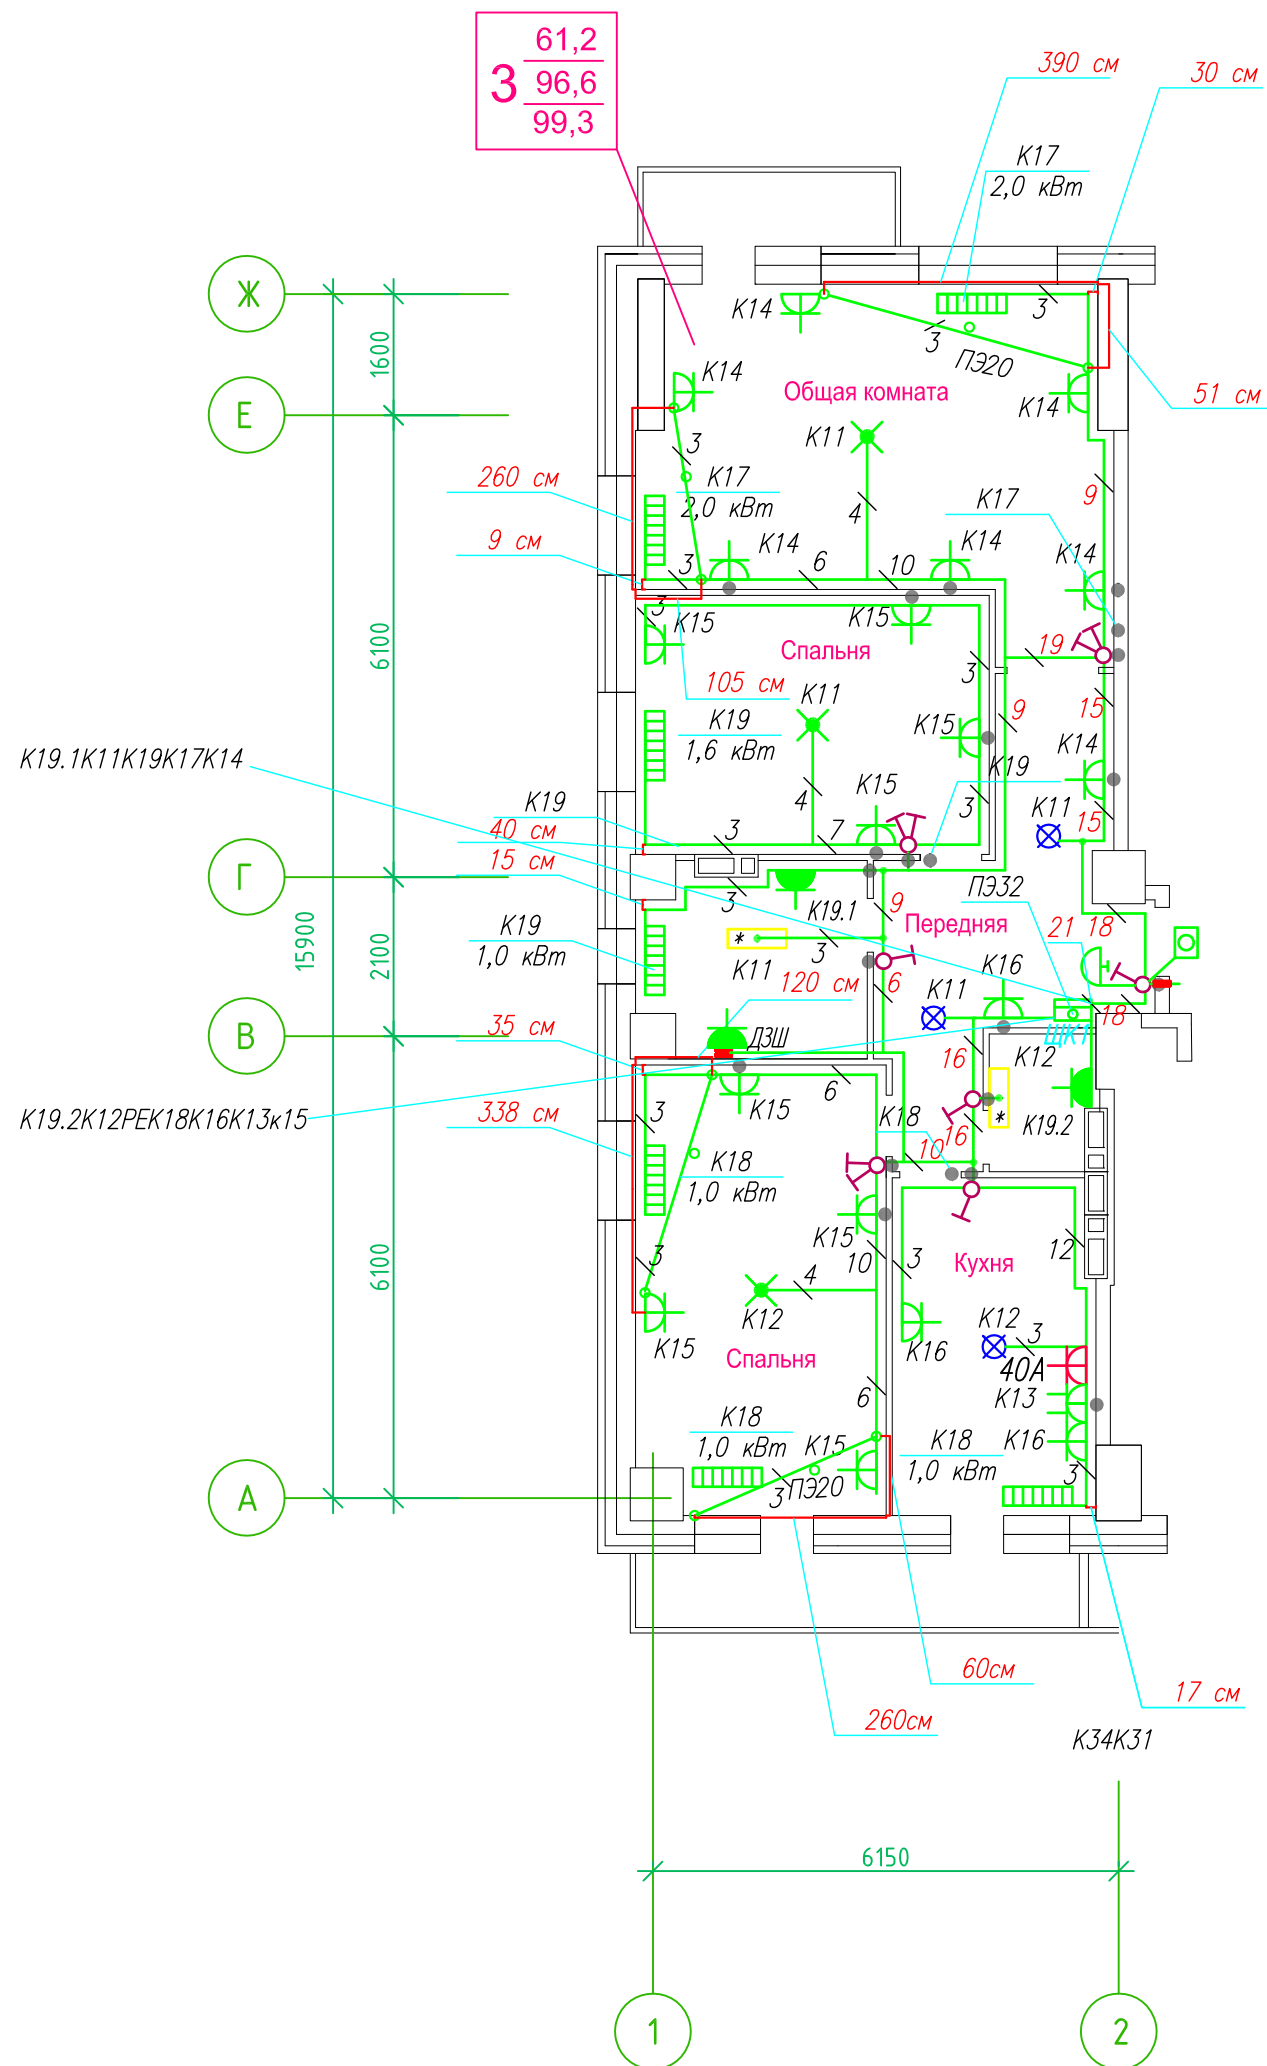 61,2
3
96,6
99,3
390 см
30 см
К17
2,0 кВт
Ж
К14
3
3
ПЭ20
1600
К14
Общая комната
К14
51 см
Е
К11
3
260 см
К17
2,0 кВт
4
9
К17
9 см
3
К14
6
10
К14
К14
3
К15
К15
6100
Спальня
19
105 см
3
К11
9
15
К19
1,6 кВт
К15
К14
К19.1К11К19К17К14
К19
4
К15
3
К19
К11
15
40 см
3
7
15 см
Г
3
К19.1
9
ПЭ32
Передняя
21
18
15900
2100
К19
1,0 кВт
*
К11
3
120 см
6
К16
К11
18
35 см
В
ДЗШ
ЩК1
К12
16
6
К15
К19.2К12РЕК18К16К13к15
338 см
3
К18
*
К19.2
16
10
К18
1,0 кВт
К15
12
10
3
Кухня
6100
3
4
К12
К12
3
К15
Спальня
К16
40А
6
К13
К18
1,0 кВт
К15
К18
1,0 кВт
К16
3
А
3
ПЭ20
60см
17 см
260см
К34К31
6150
1
2